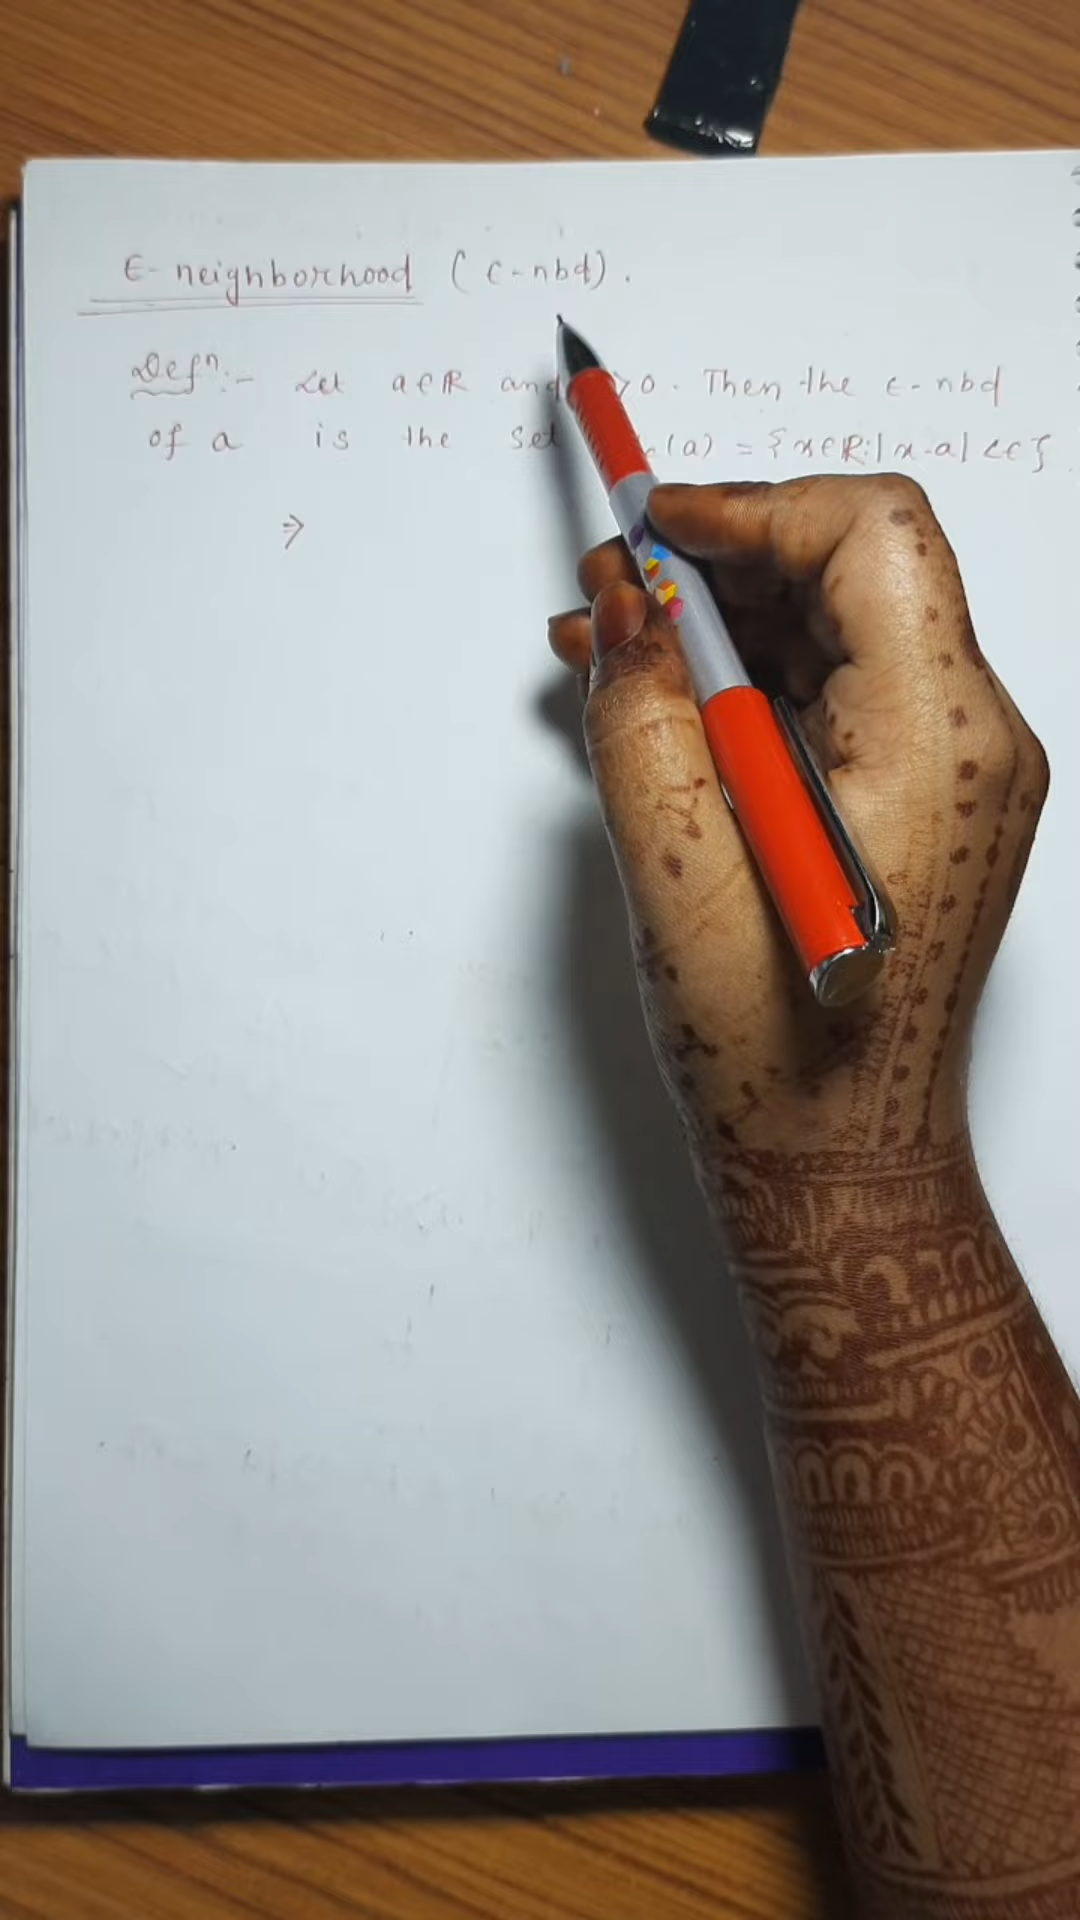 ε- neighborhood (ε-nbd).
Defⁿ:- Let a∈ℝ and >0. Then the ε-nbd
of a is the set (a) = {x∈ℝ:|x-a|<ε}.
⇒